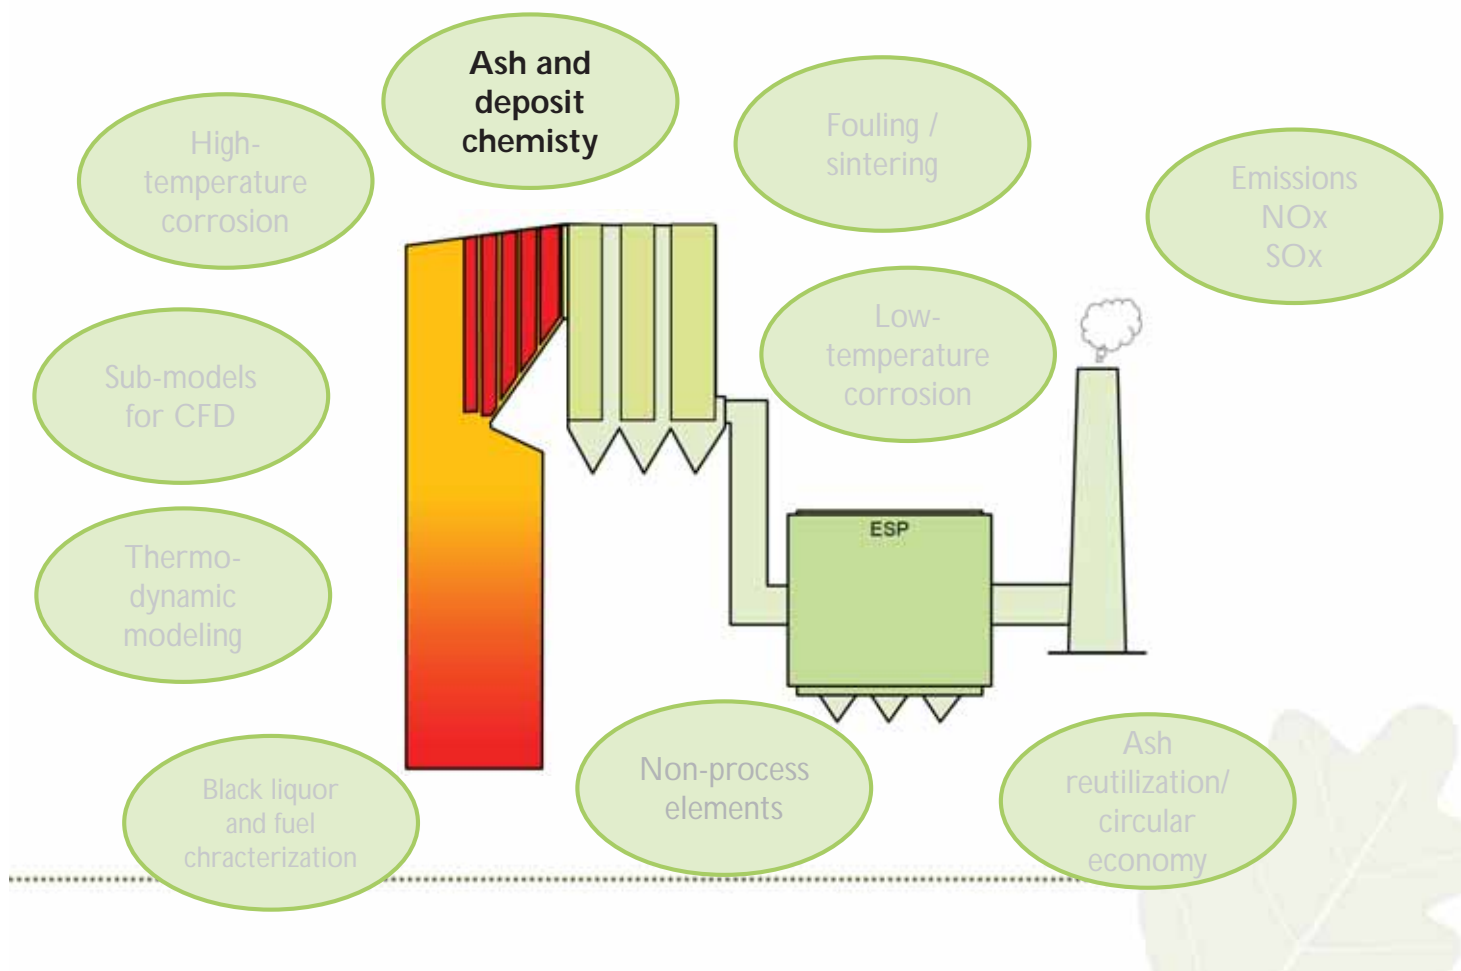 Ash and
deposit
chemisty
High-
temperature
corrosion
Fouling /
sintering
Emissions
NOx
SOx
Sub-models
for CFD
Low-
temperature
corrosion
Thermo-
dynamic
modeling
ESP
Black liquor
and fuel
chracterization
Non-process
elements
Ash
reutilization/
circular
economy